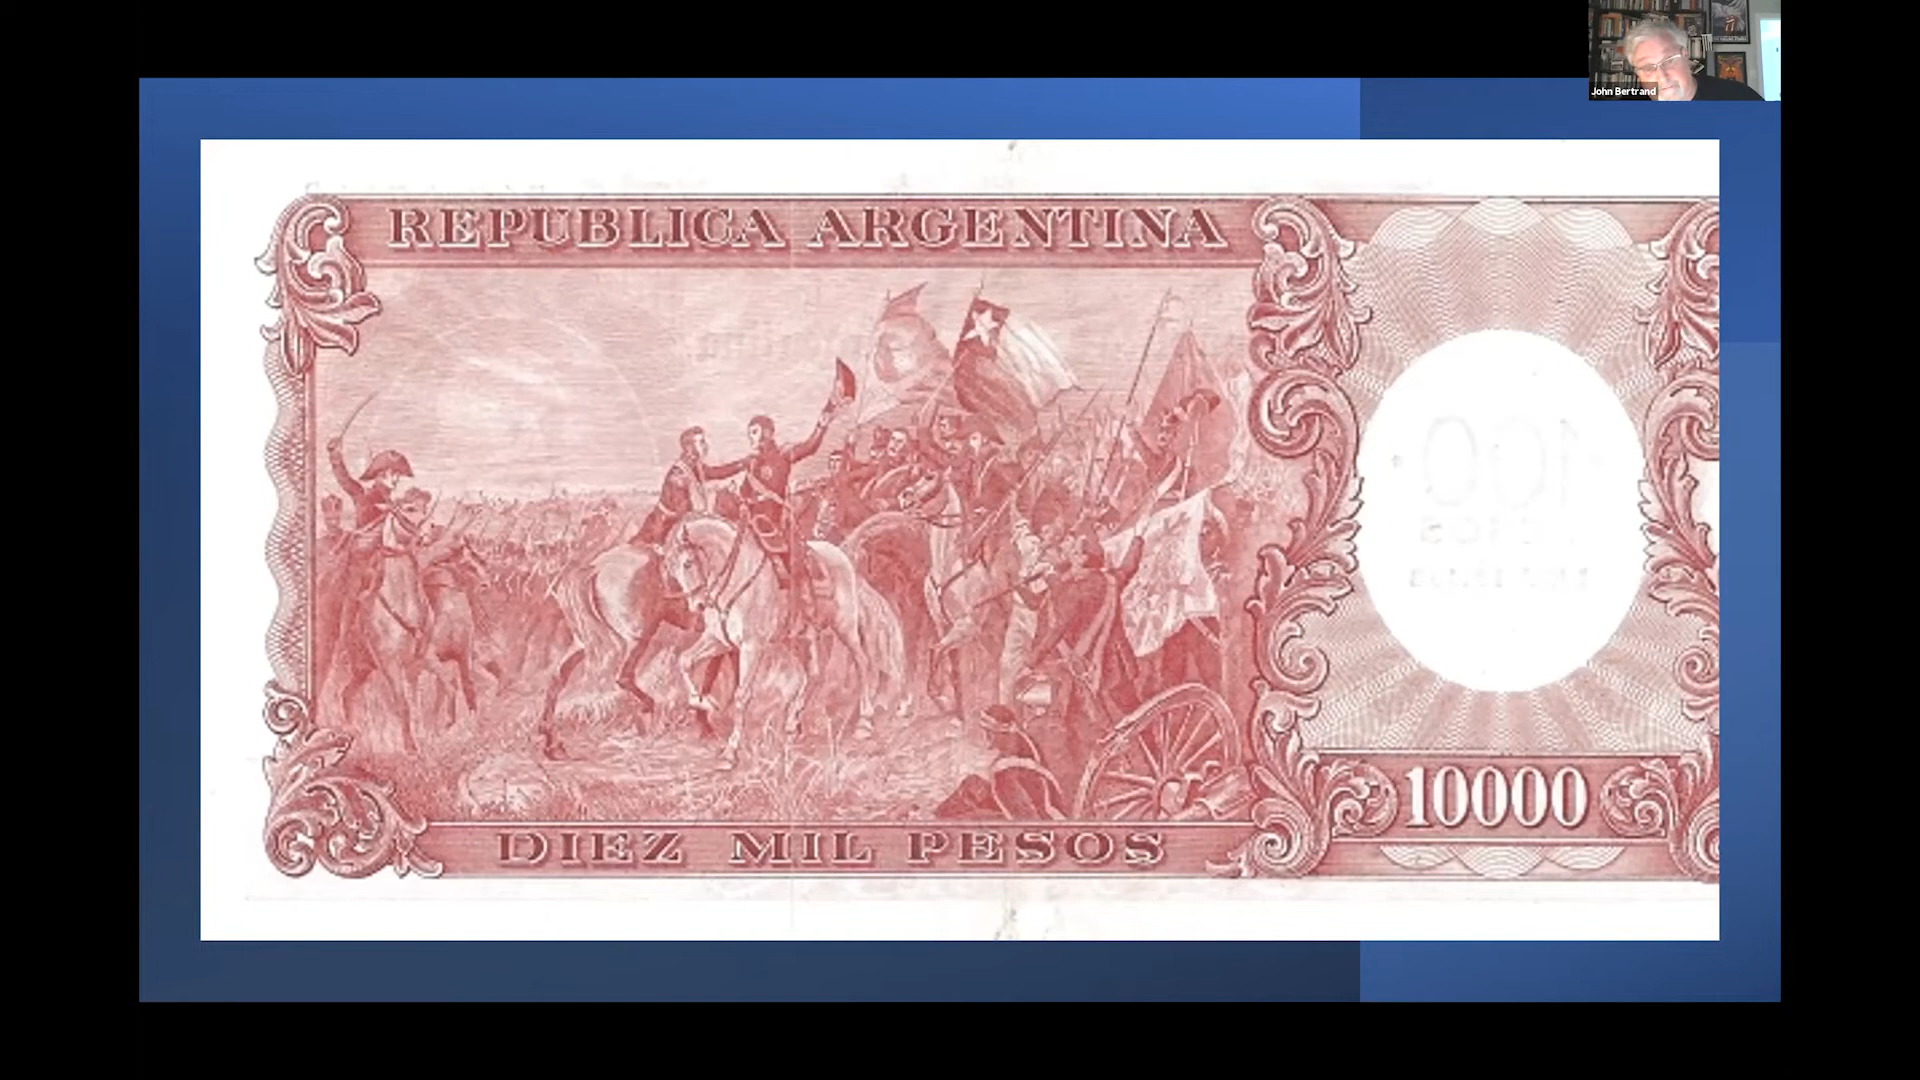 John Bertrand
REPUBLICA ARGENTINA
10000
DIEZ MIL PESOS